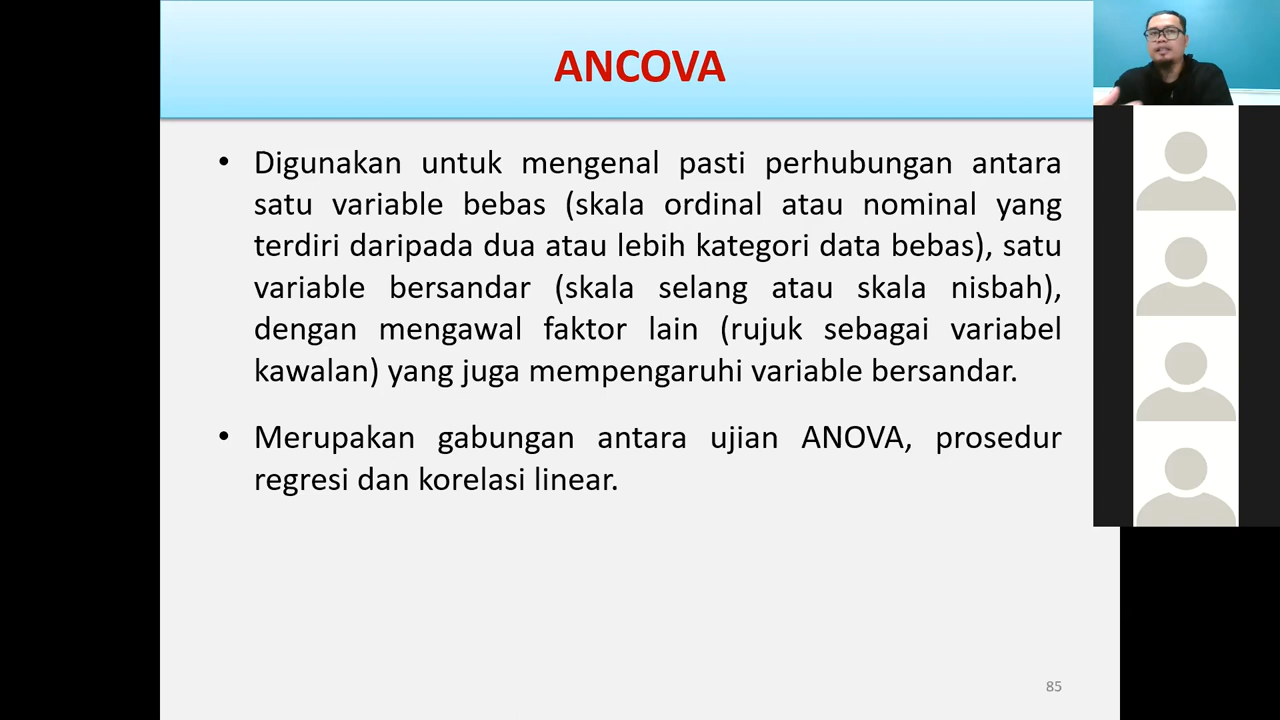 ANCOVA
• Digunakan untuk mengenal pasti perhubungan antara
satu variable bebas (skala ordinal atau nominal yang
terdiri daripada dua atau lebih kategori data bebas), satu
variable bersandar (skala selang atau skala nisbah),
dengan mengawal faktor lain (rujuk sebagai variabel
kawalan) yang juga mempengaruhi variable bersandar.
• Merupakan gabungan antara ujian ANOVA, prosedur
regresi dan korelasi linear.
85